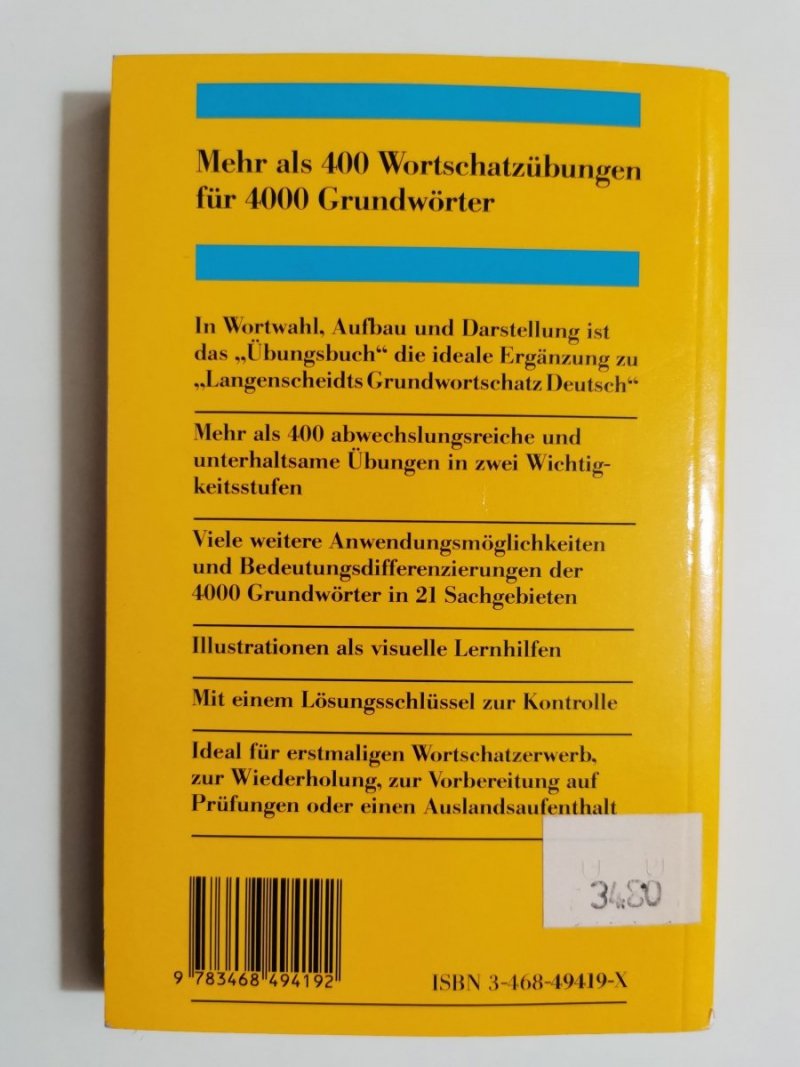 Mehr als 400 Wortschatzübungen
für 4000 Grundwörter
In Wortwahl, Aufbau und Darstellung ist
das „Übungsbuch“ die ideale Ergänzung zu
„Langenscheidts Grundwortschatz Deutsch“
Mehr als 400 abwechslungsreiche und
unterhaltsame Übungen in zwei Wichtig-
keitsstufen
Viele weitere Anwendungsmöglichkeiten
und Bedeutungsdifferenzierungen der
4000 Grundwörter in 21 Sachgebieten
Illustrationen als visuelle Lernhilfen
Mit einem Lösungsschlüssel zur Kontrolle
Ideal für erstmaligen Wortschatzerwerb,
zur Wiederholung, zur Vorbereitung auf
Prüfungen oder einen Auslandsaufenthalt
34.80
9 783468 494192
ISBN 3-468-49419-X